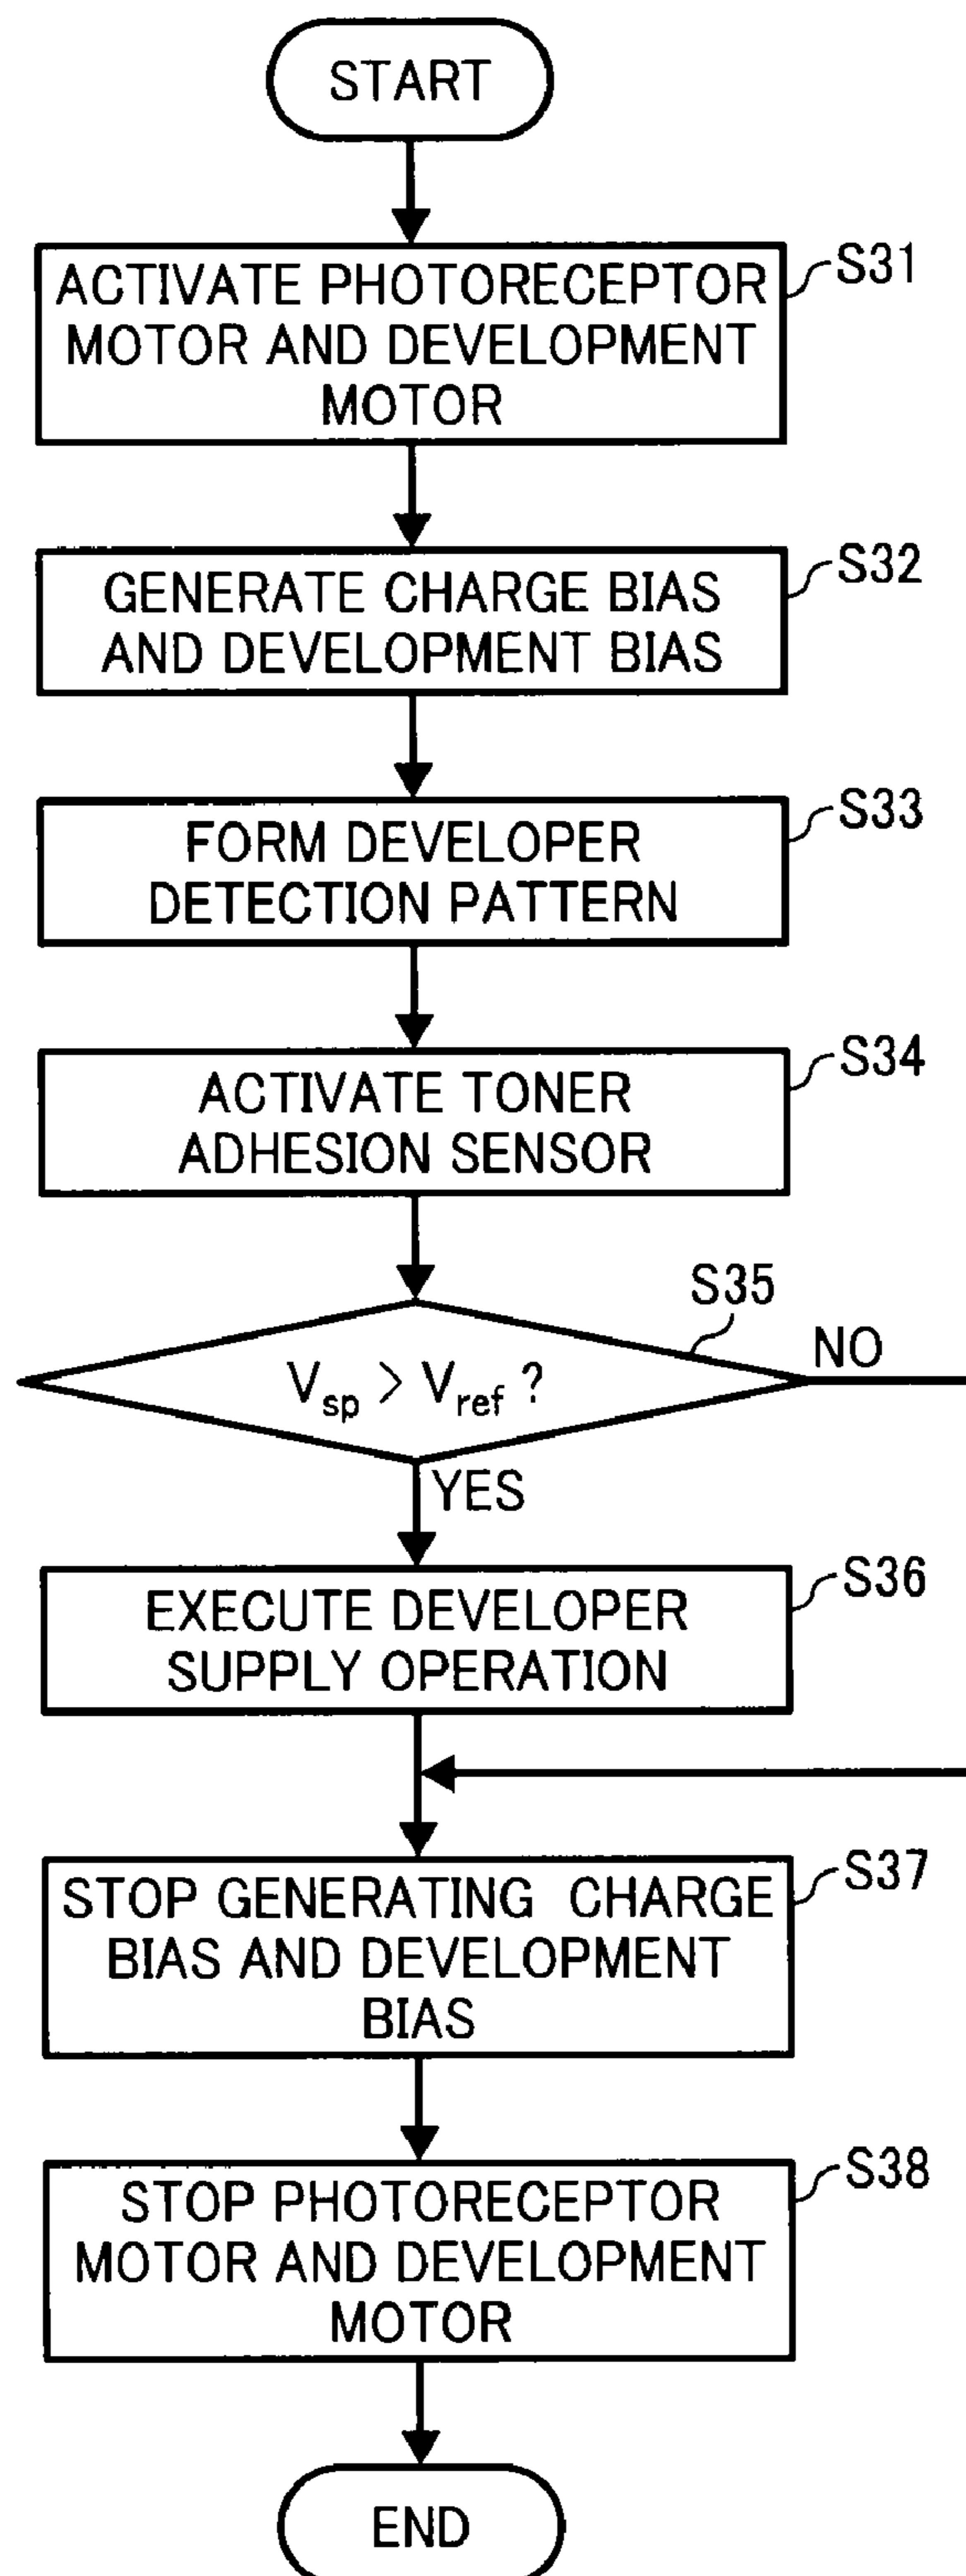 START
S31
ACTIVATE PHOTORECEPTOR
MOTOR AND DEVELOPMENT
MOTOR
S32
GENERATE CHARGE BIAS
AND DEVELOPMENT BIAS
S33
FORM DEVELOPER
DETECTION PATTERN
S34
ACTIVATE TONER
ADHESION SENSOR
S35
NO
Vsp > Vref ?
YES
S36
EXECUTE DEVELOPER
SUPPLY OPERATION
S37
STOP GENERATING CHARGE
BIAS AND DEVELOPMENT
BIAS
S38
STOP PHOTORECEPTOR
MOTOR AND DEVELOPMENT
MOTOR
END